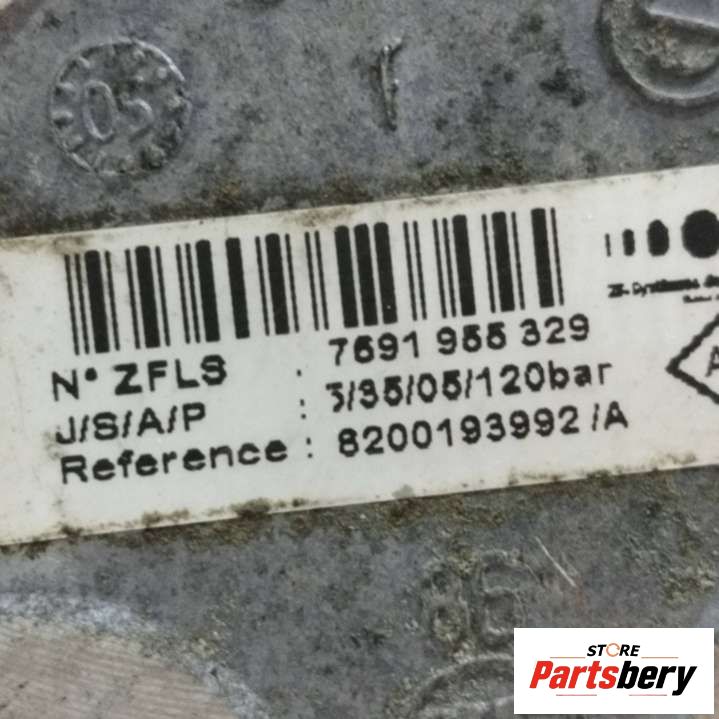 05
N° ZFLS : 7691 955 329
J/S/A/P : 3/35/05/120bar
Reference : 8200193992/A
STORE
Partsbery